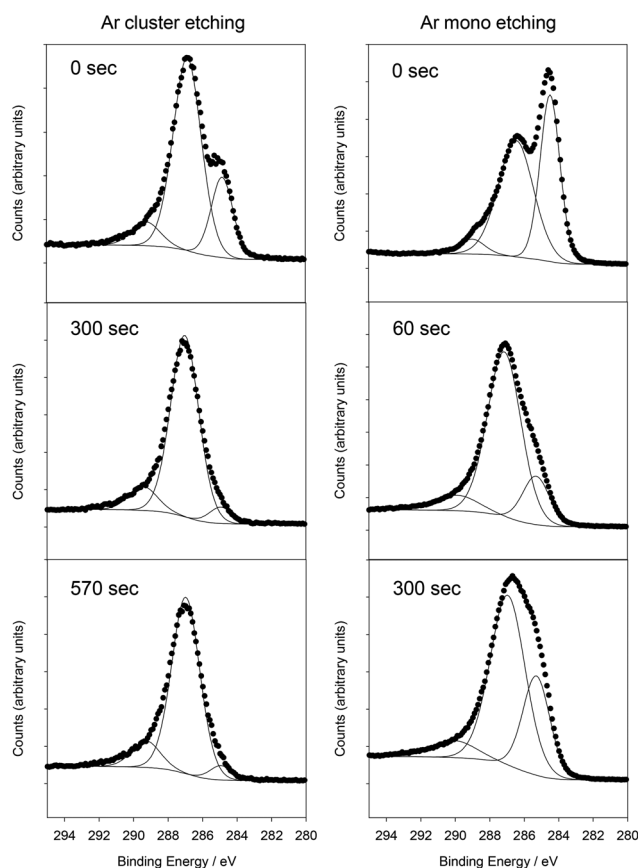 Ar cluster etching
Ar mono etching
0 sec
0 sec
Counts (arbitrary units)
Counts (arbitrary units)
300 sec
60 sec
Counts (arbitrary units)
Counts (arbitrary units)
570 sec
300 sec
Counts (arbitrary units)
Counts (arbitrary units)
294 292 290 288 286 284 282 280
294 292 290 288 286 284 282 280
Binding Energy / eV
Binding Energy / eV